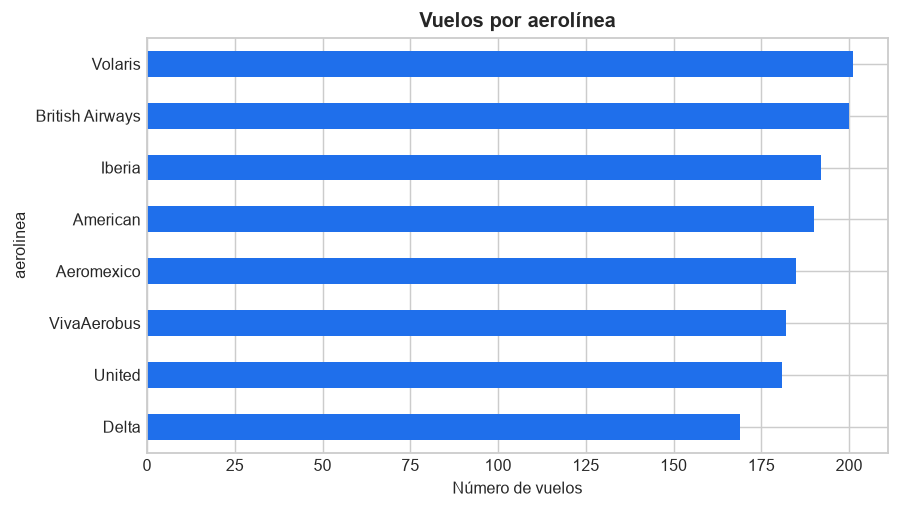 Vuelos por aerolínea
Volaris
British Airways
Iberia
American
Aeromexico
VivaAerobus
United
Delta
aerolinea
0 25 50 75 100 125 150 175 200
Número de vuelos